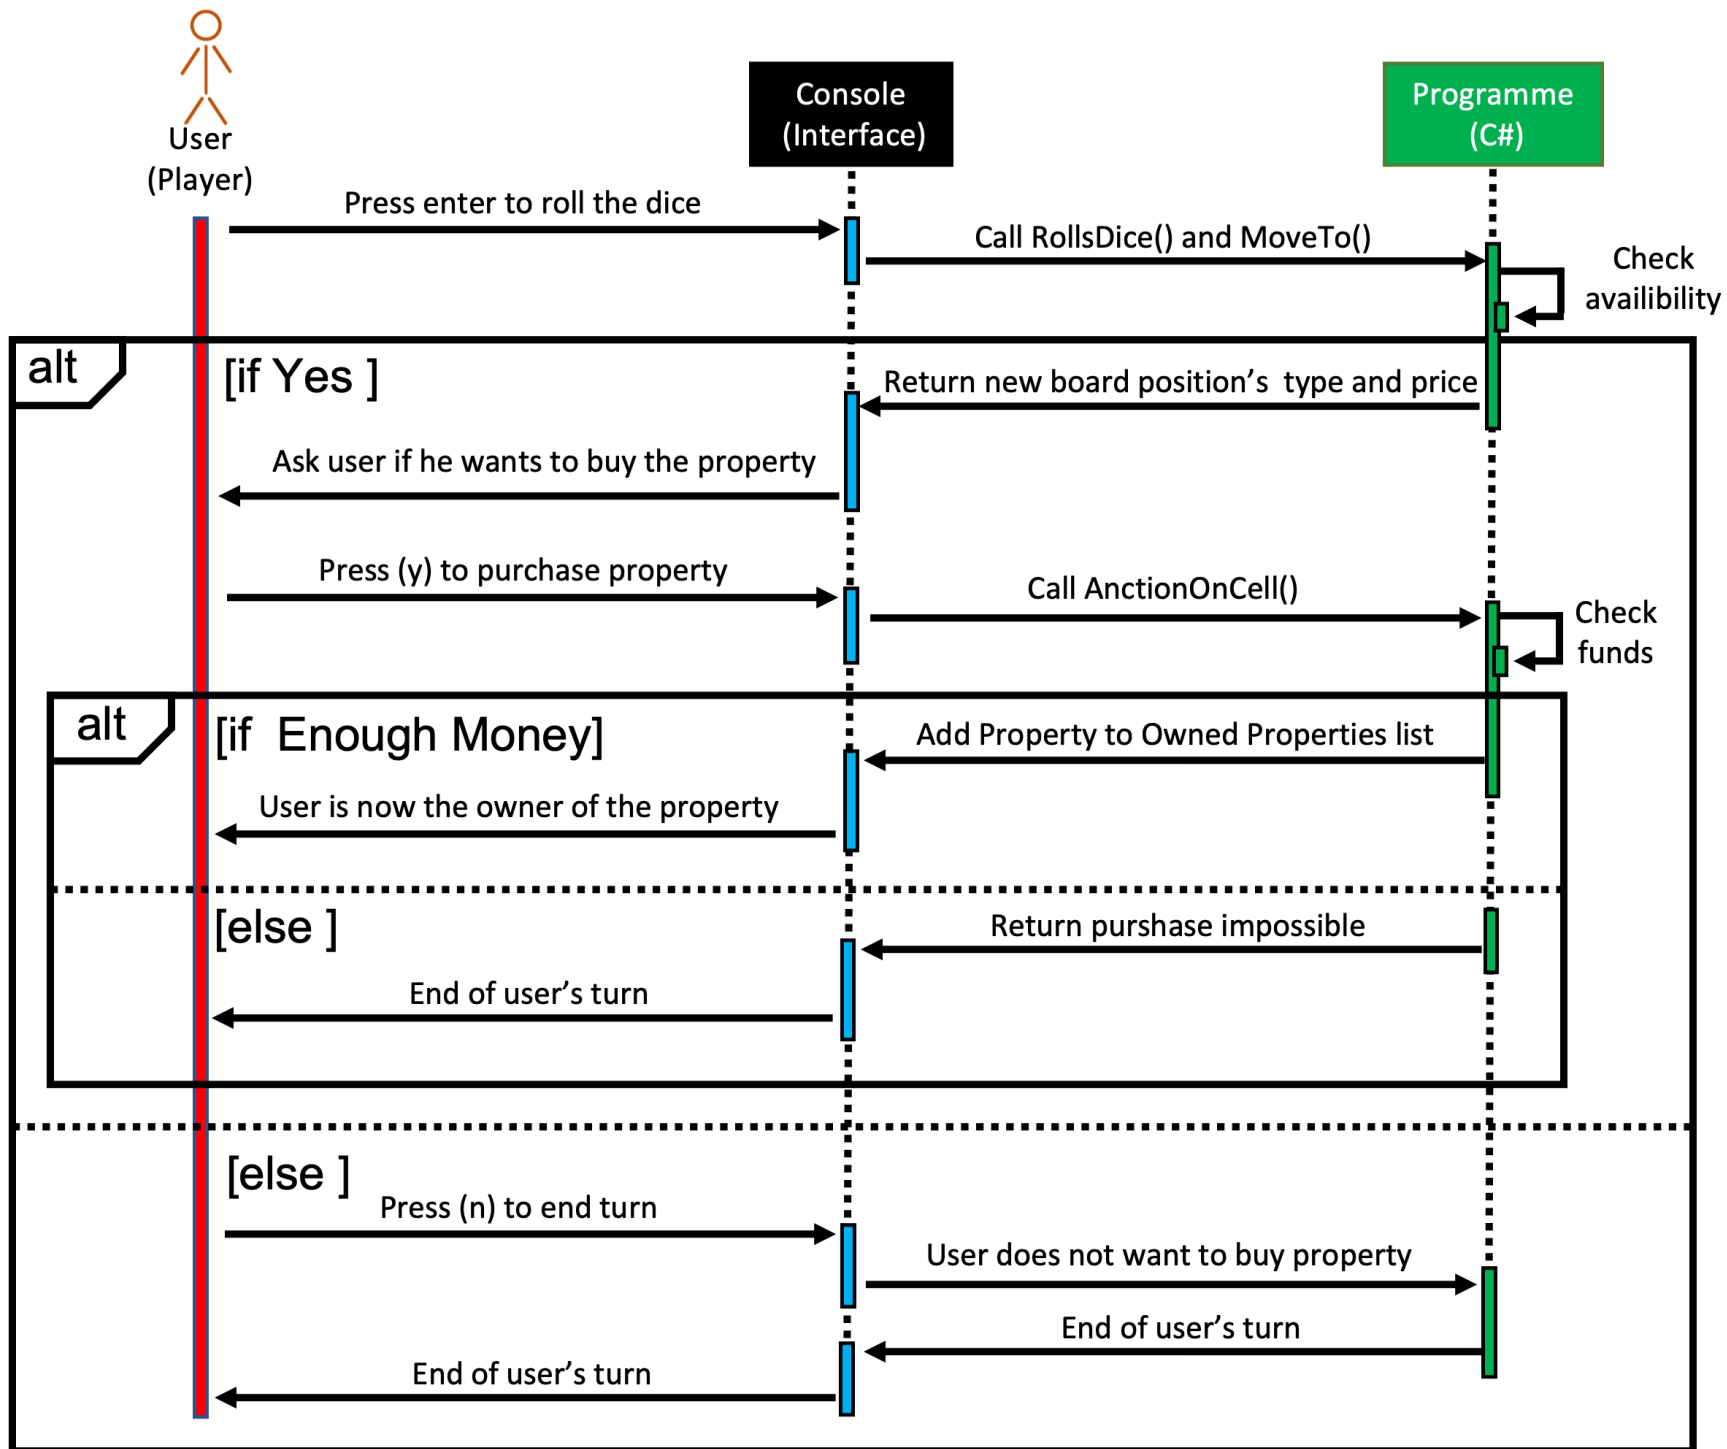 User
(Player)
Console
(Interface)
Programme
(C#)
Press enter to roll the dice
Call RollsDice() and MoveTo()
Check
availibility
alt
[if Yes ]
Return new board position’s  type and price
Ask user if he wants to buy the property
Press (y) to purchase property
Call AnctionOnCell()
Check
funds
alt
[if  Enough Money]
Add Property to Owned Properties list
User is now the owner of the property
[else ]
Return purshase impossible
End of user’s turn
[else ]
Press (n) to end turn
User does not want to buy property
End of user’s turn
End of user’s turn